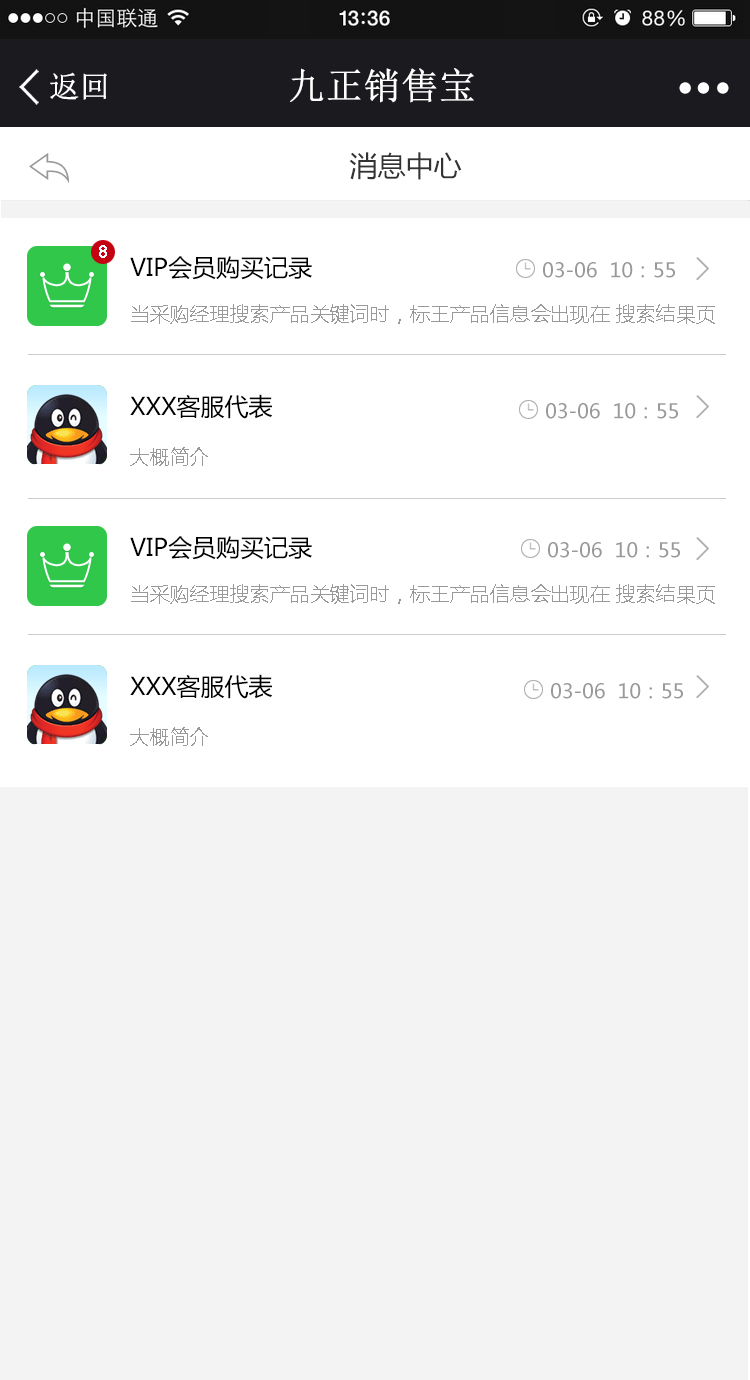 中国联通 13:36 88%
返回 九正销售宝
消息中心
8
VIP会员购买记录 03-06 10：55
当采购经理搜索产品关键词时，标王产品信息会出现在 搜索结果页
XXX客服代表 03-06 10：55
大概简介
VIP会员购买记录 03-06 10：55
当采购经理搜索产品关键词时，标王产品信息会出现在 搜索结果页
XXX客服代表 03-06 10：55
大概简介